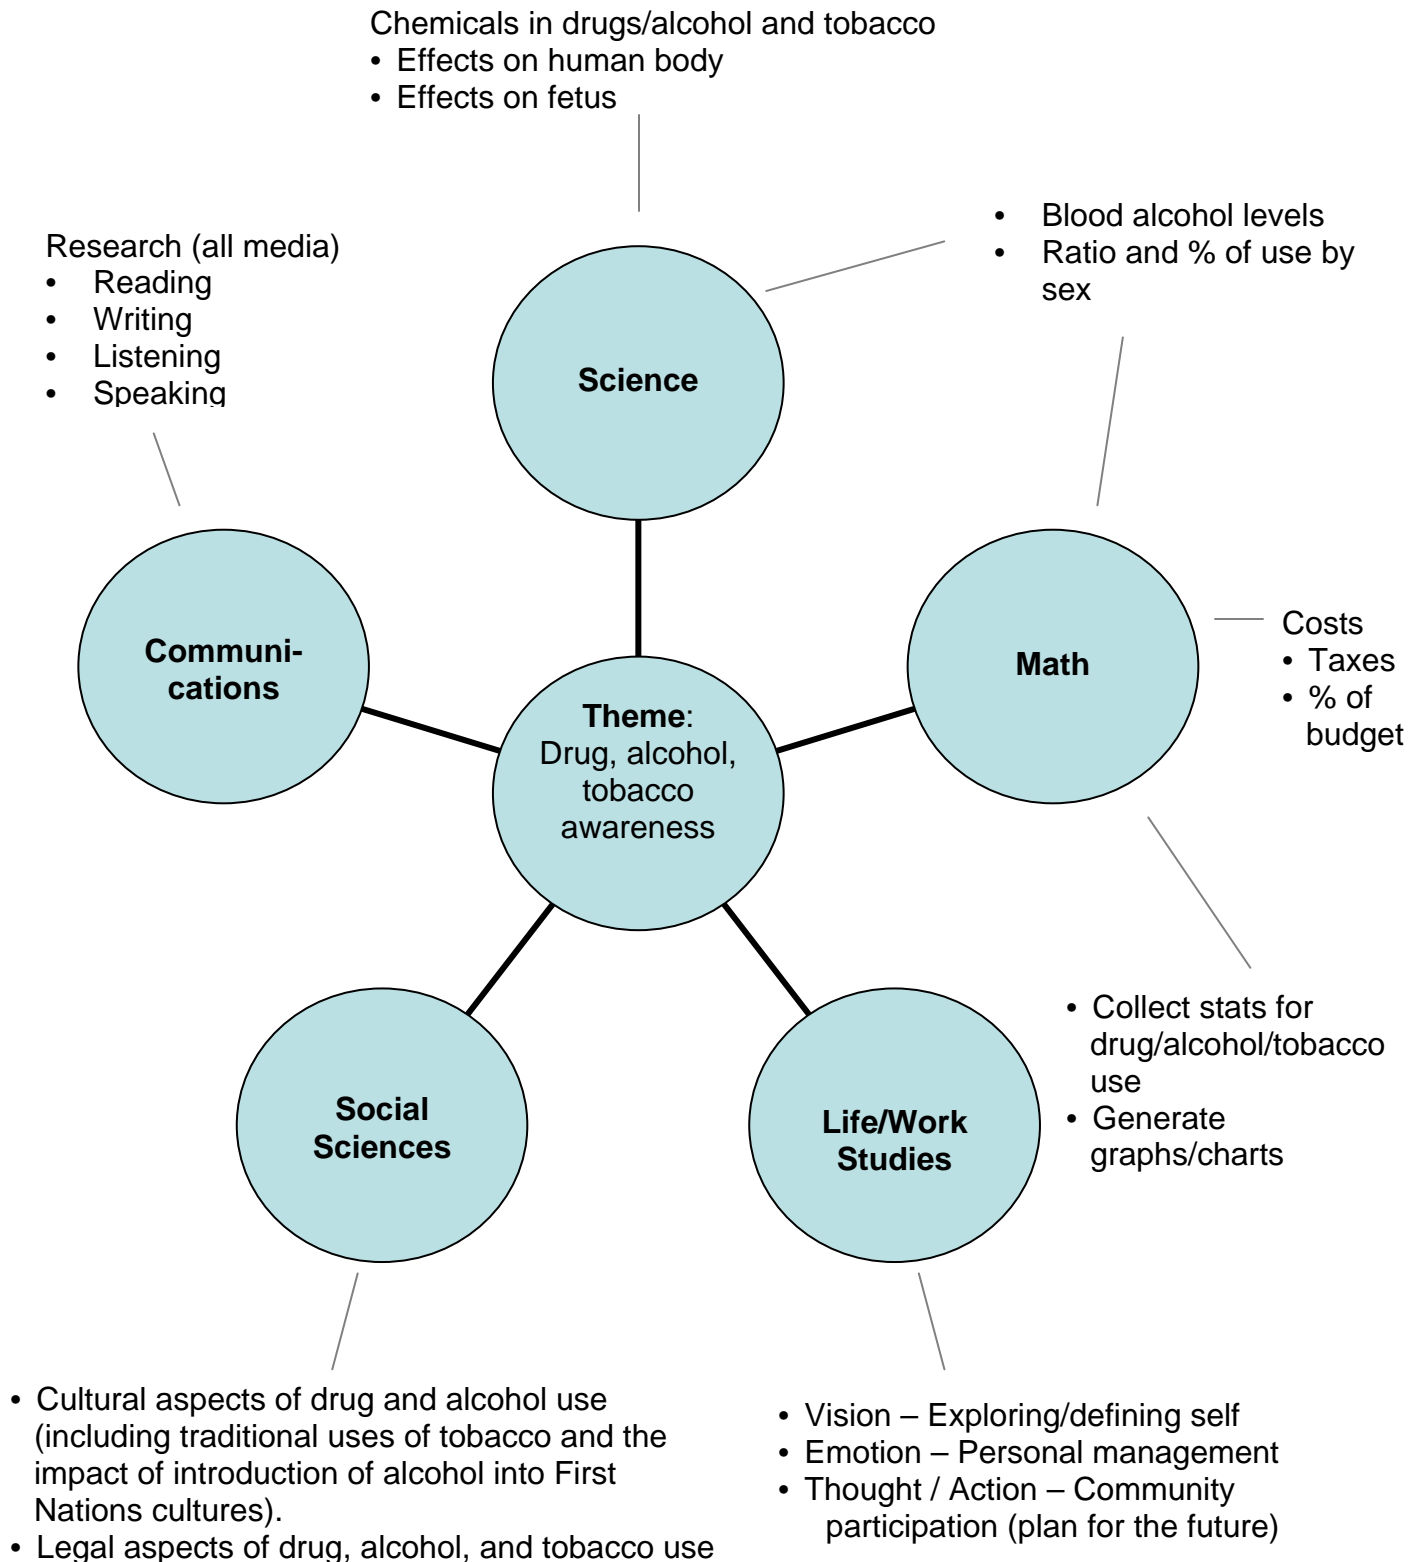 Chemicals in drugs/alcohol and tobacco
• Effects on human body
• Effects on fetus
• Blood alcohol levels
• Ratio and % of use by
sex
Research (all media)
• Reading
• Writing
• Listening
• Speaking
Science
Communi-
cations
Math
Costs
• Taxes
• % of
budget
Theme:
Drug, alcohol,
tobacco
awareness
• Collect stats for
drug/alcohol/tobacco
use
• Generate
graphs/charts
Social
Sciences
Life/Work
Studies
• Cultural aspects of drug and alcohol use
(including traditional uses of tobacco and the
impact of introduction of alcohol into First
Nations cultures).
• Legal aspects of drug, alcohol, and tobacco use
• Vision – Exploring/defining self
• Emotion – Personal management
• Thought / Action – Community
participation (plan for the future)